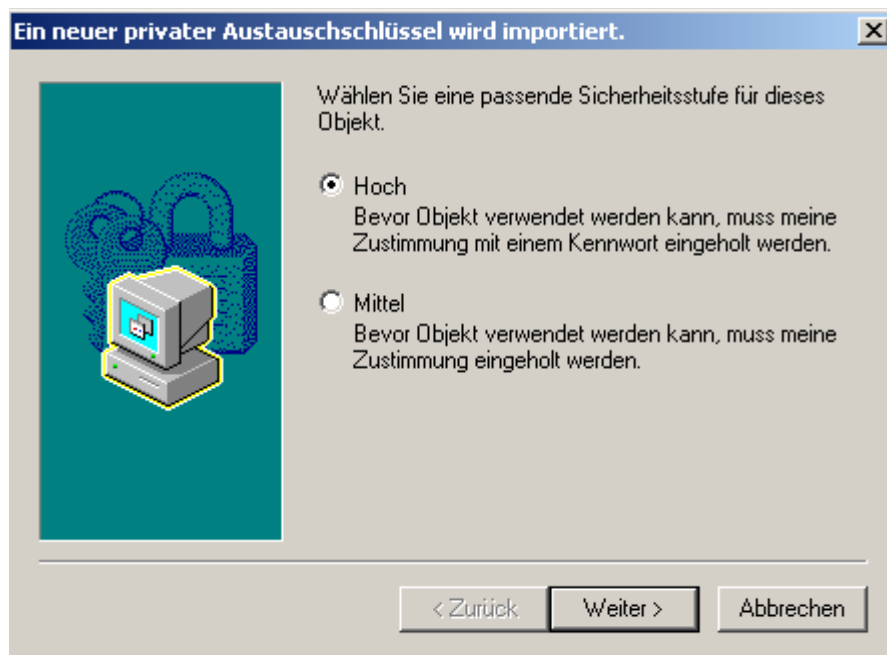 Ein neuer privater Austauschschlüssel wird importiert.
Wählen Sie eine passende Sicherheitsstufe für dieses
Objekt.
Hoch
Bevor Objekt verwendet werden kann, muss meine
Zustimmung mit einem Kennwort eingeholt werden.
Mittel
Bevor Objekt verwendet werden kann, muss meine
Zustimmung eingeholt werden.
< Zurück
Weiter >
Abbrechen